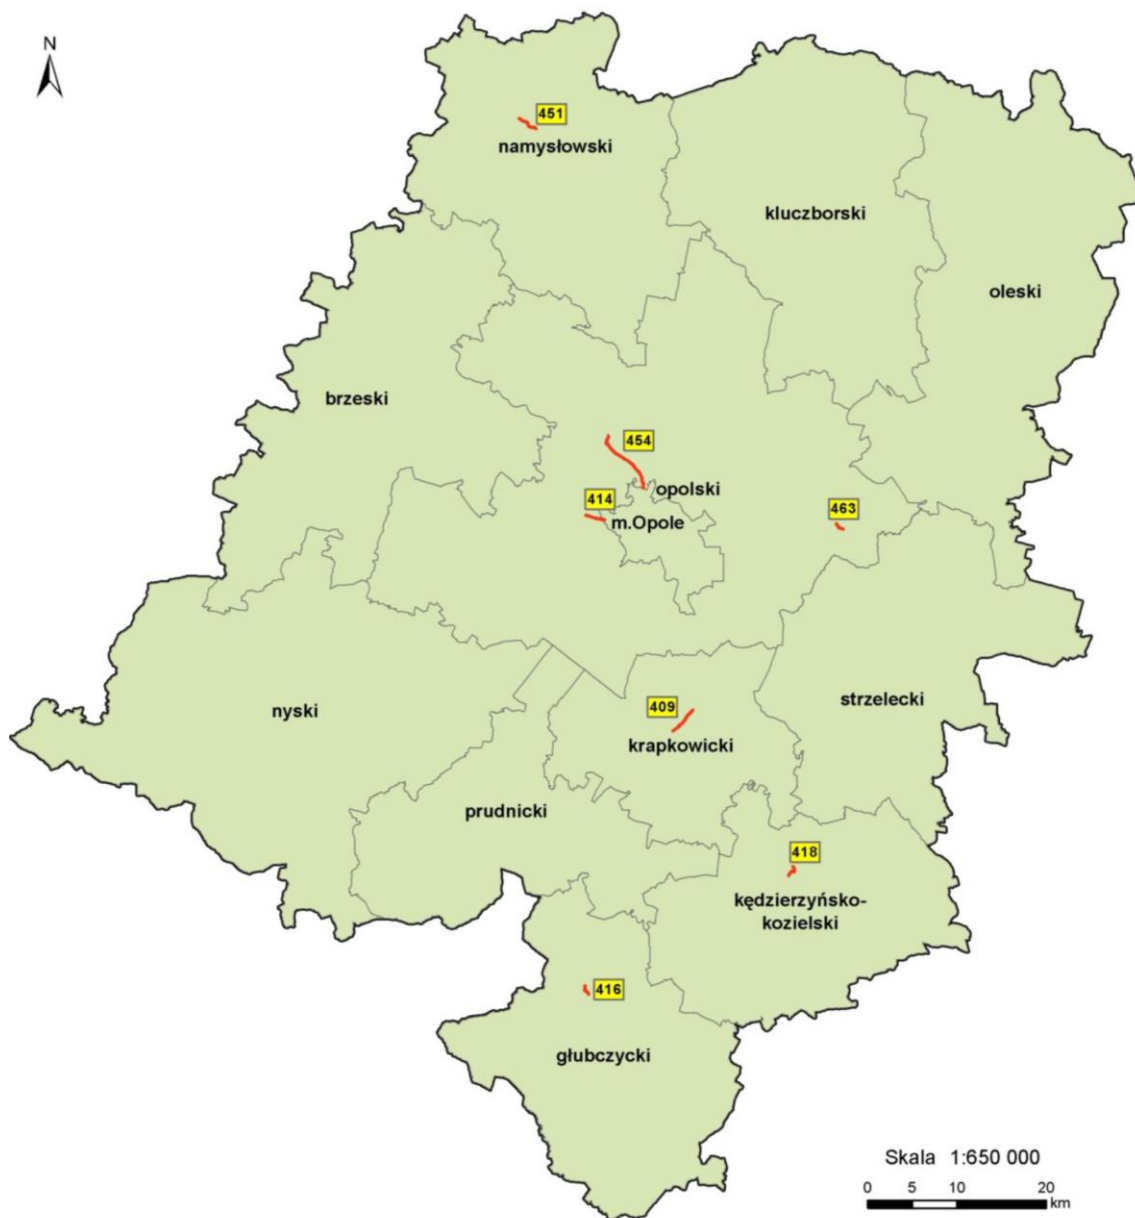 N
451
namysłowski
kluczborski
oleski
brzeski
454
opolski
414
m.Opole
463
nyski
409
krapkowicki
strzelecki
prudnicki
418
kędzierzyńsko-
kozielski
416
głubczycki
Skala 1:650 000
0 5 10 20
km